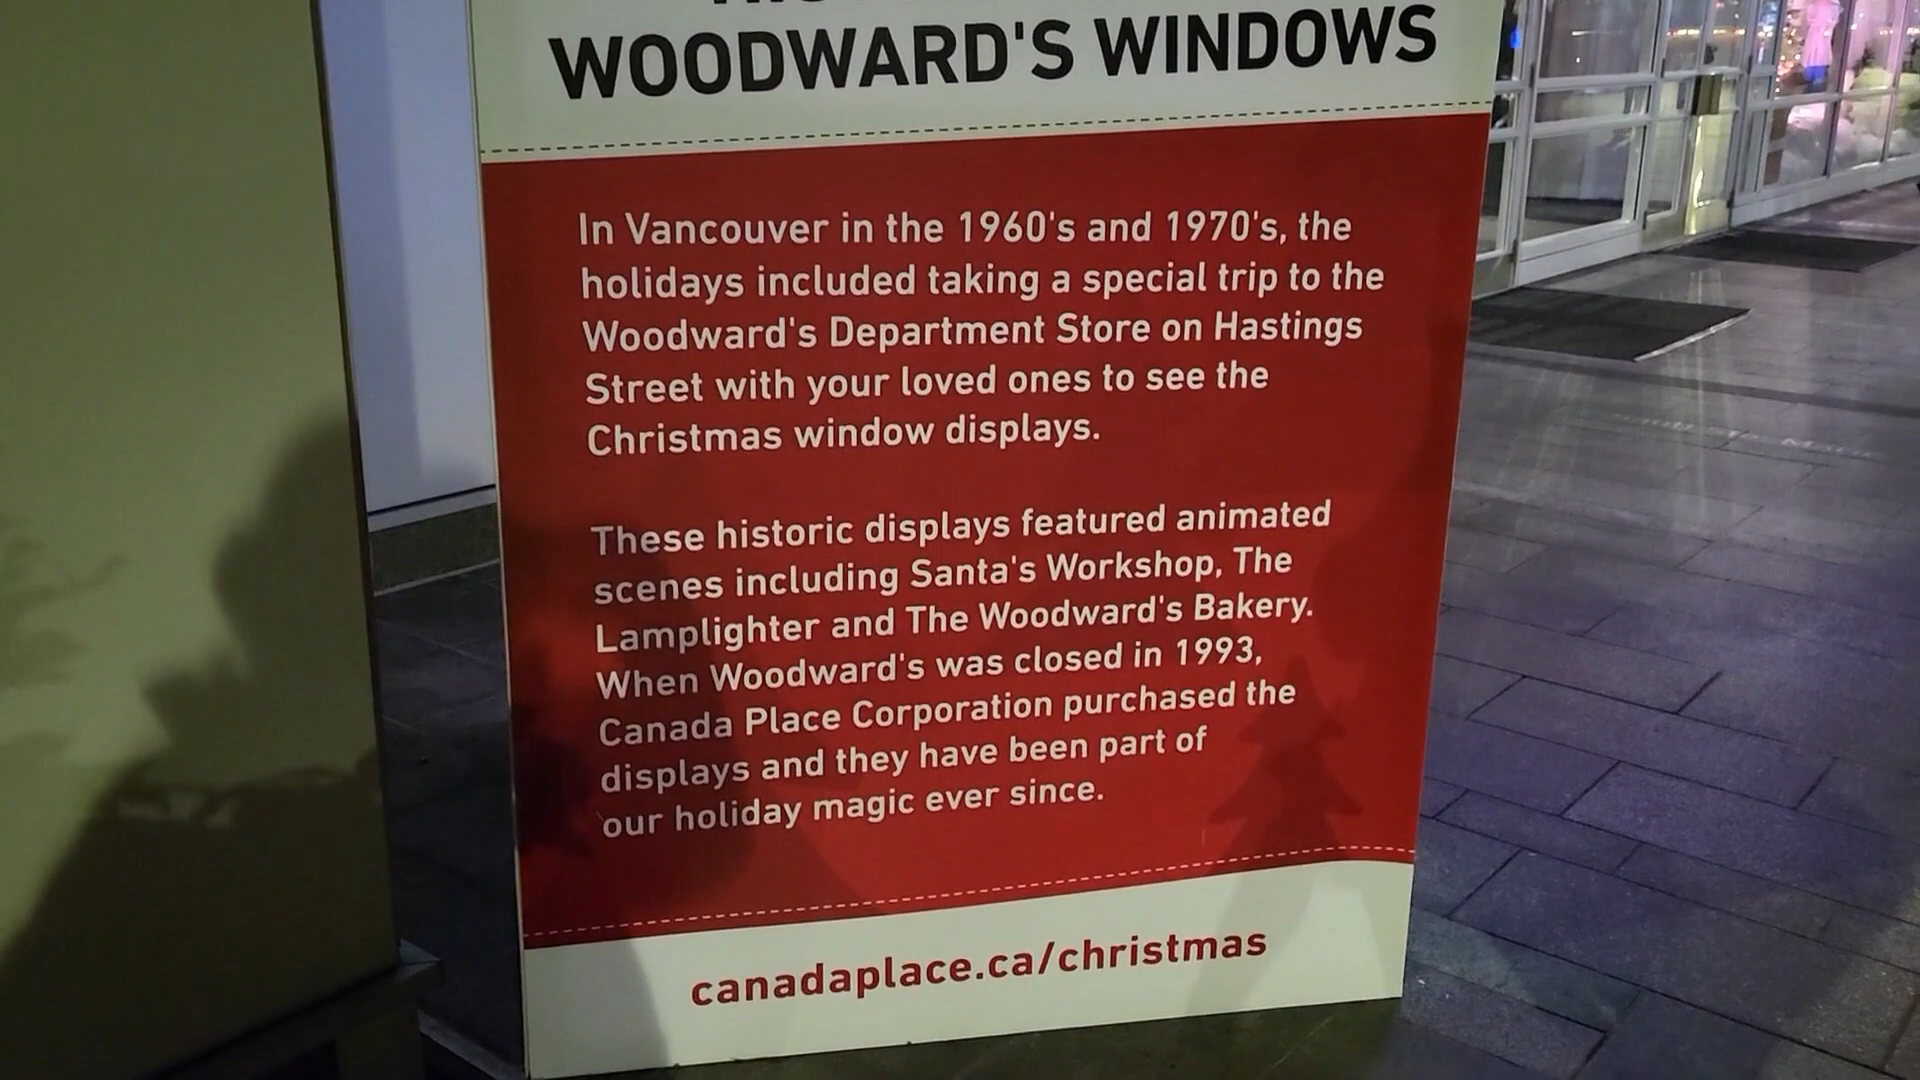 WOODWARD'S WINDOWS
In Vancouver in the 1960's and 1970's, the
holidays included taking a special trip to the
Woodward's Department Store on Hastings
Street with your loved ones to see the
Christmas window displays.
These historic displays featured animated
scenes including Santa's Workshop, The
Lamplighter and The Woodward's Bakery.
When Woodward's was closed in 1993,
Canada Place Corporation purchased the
displays and they have been part of
our holiday magic ever since.
canadaplace.ca/christmas